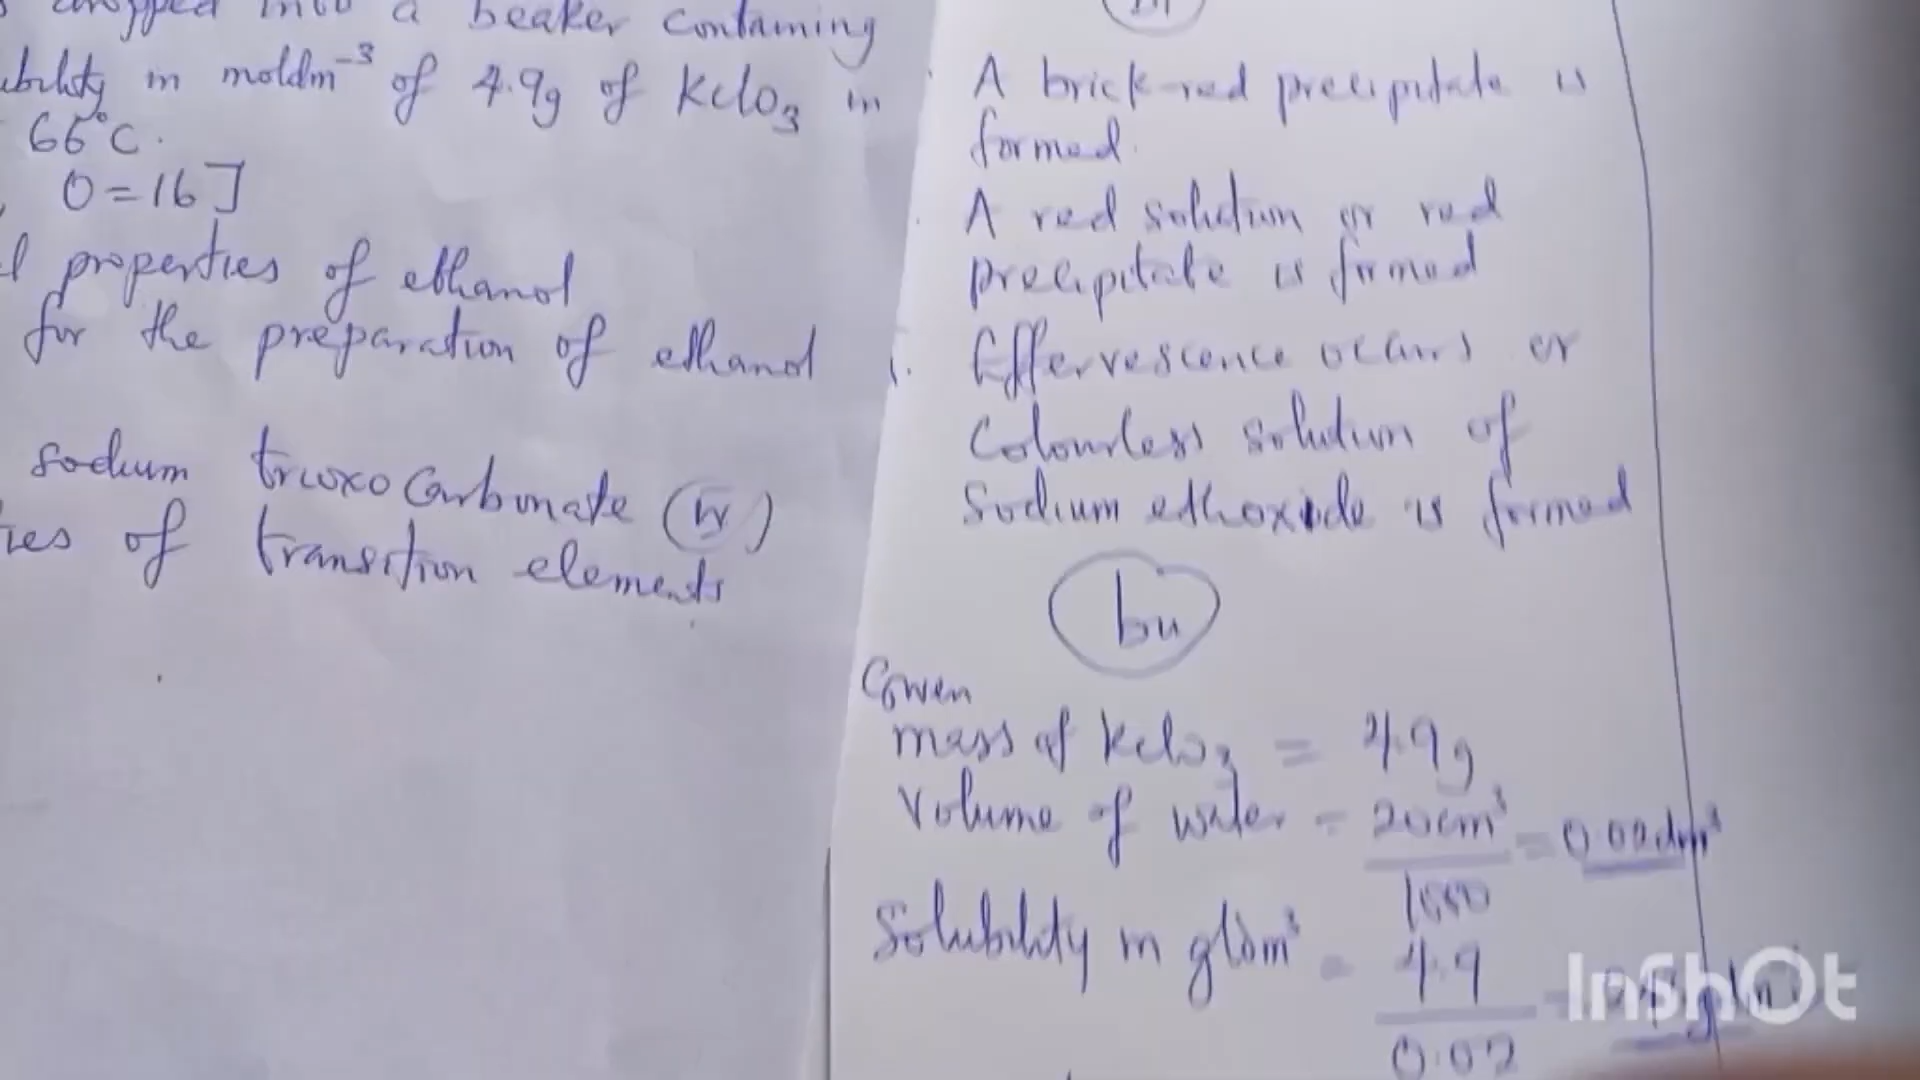 dropped into a beaker containing
ubility in moldm⁻³ of 4.9g of KClO₃ in
66°C.
O=16]
l properties of ethanol
for the preparation of ethanol
sodium trioxocarbonate (IV)
ies of transition elements
A brick-red precipitate is
formed.
A red solution or red
precipitate is formed
Effervescence occurs or
Colourless solution of
Sodium ethoxide is formed
bii
Given
mass of KClO₃ = 4.9g
Volume of water = 20cm³ = 0.02dm³
1000
Solubility in g/dm³ = 4.9
0.02
InShOt